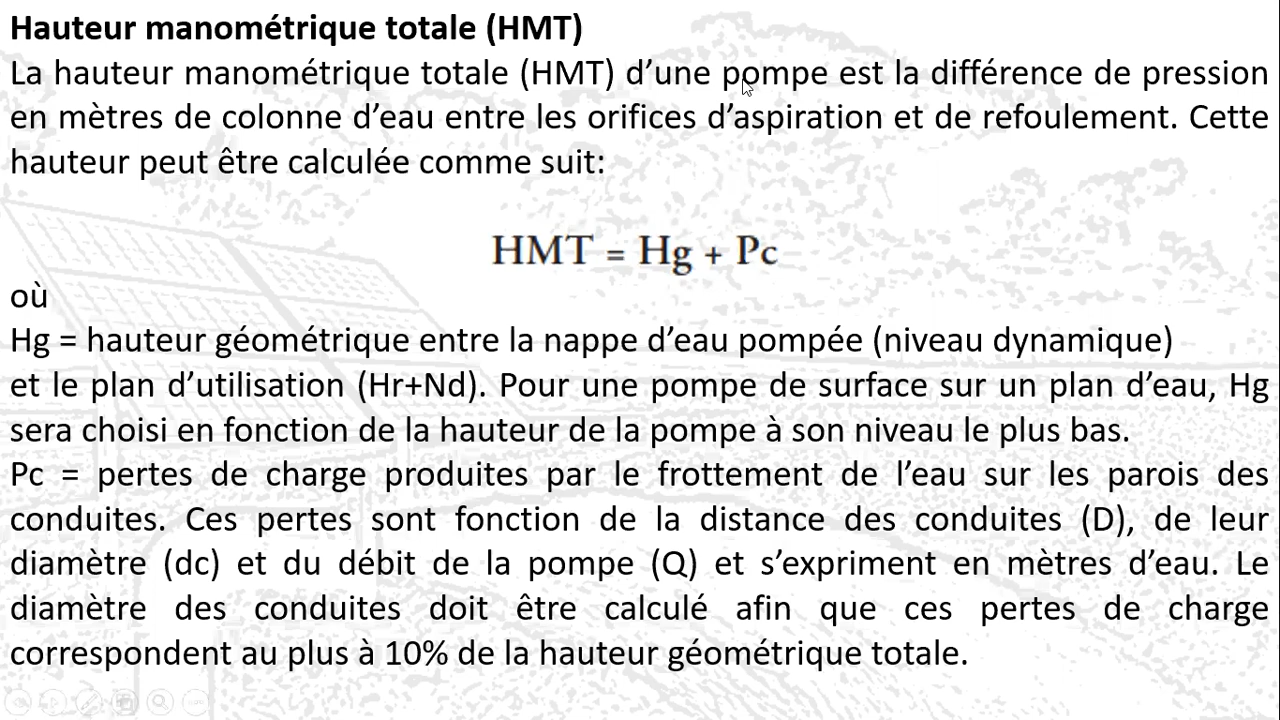 Hauteur manométrique totale (HMT)
La hauteur manométrique totale (HMT) d’une pompe est la différence de pression
en mètres de colonne d’eau entre les orifices d’aspiration et de refoulement. Cette
hauteur peut être calculée comme suit:
HMT = Hg + Pc
où
Hg = hauteur géométrique entre la nappe d’eau pompée (niveau dynamique)
et le plan d’utilisation (Hr+Nd). Pour une pompe de surface sur un plan d’eau, Hg
sera choisi en fonction de la hauteur de la pompe à son niveau le plus bas.
Pc = pertes de charge produites par le frottement de l’eau sur les parois des
conduites. Ces pertes sont fonction de la distance des conduites (D), de leur
diamètre (dc) et du débit de la pompe (Q) et s’expriment en mètres d’eau. Le
diamètre des conduites doit être calculé afin que ces pertes de charge
correspondent au plus à 10% de la hauteur géométrique totale.